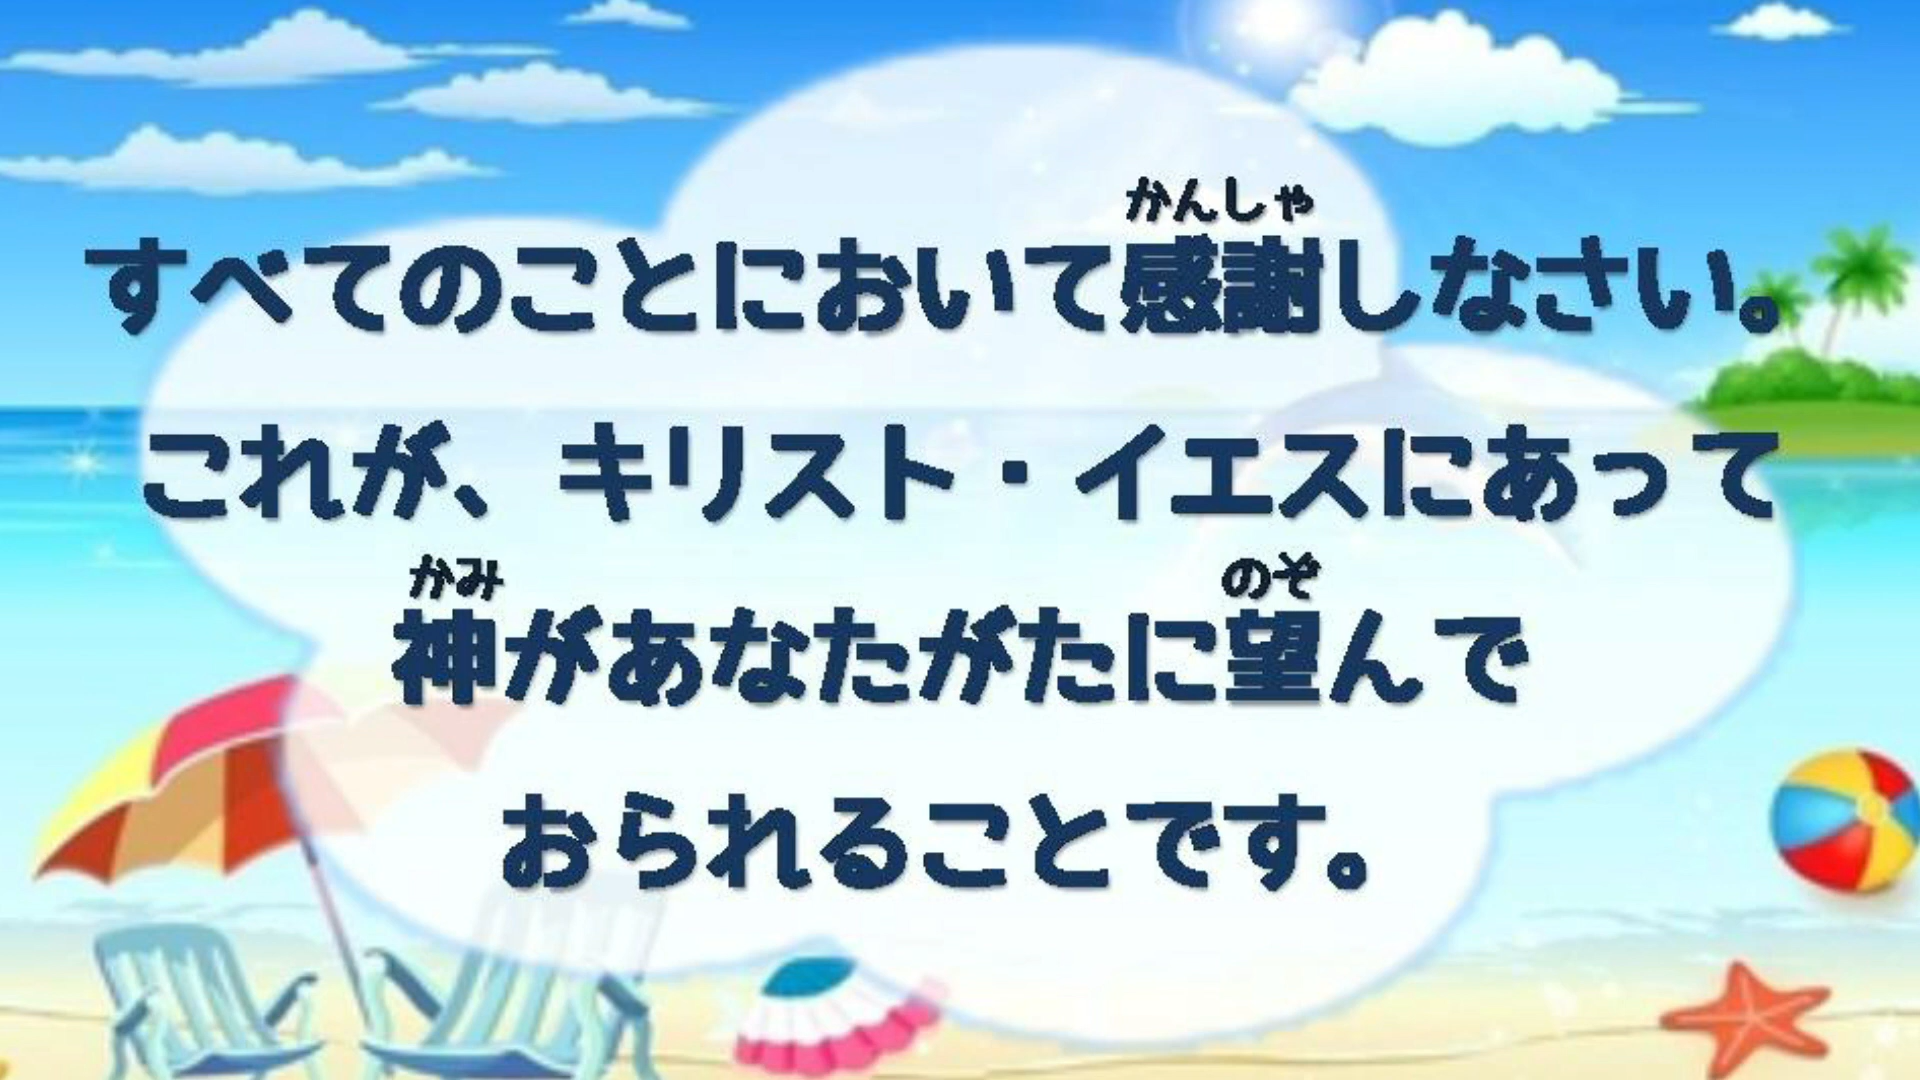 かんしゃ
すべてのことにおいて感謝しなさい。
これが、キリスト・イエスにあって
かみ のぞ
神があなたがたに望んで
おられることです。